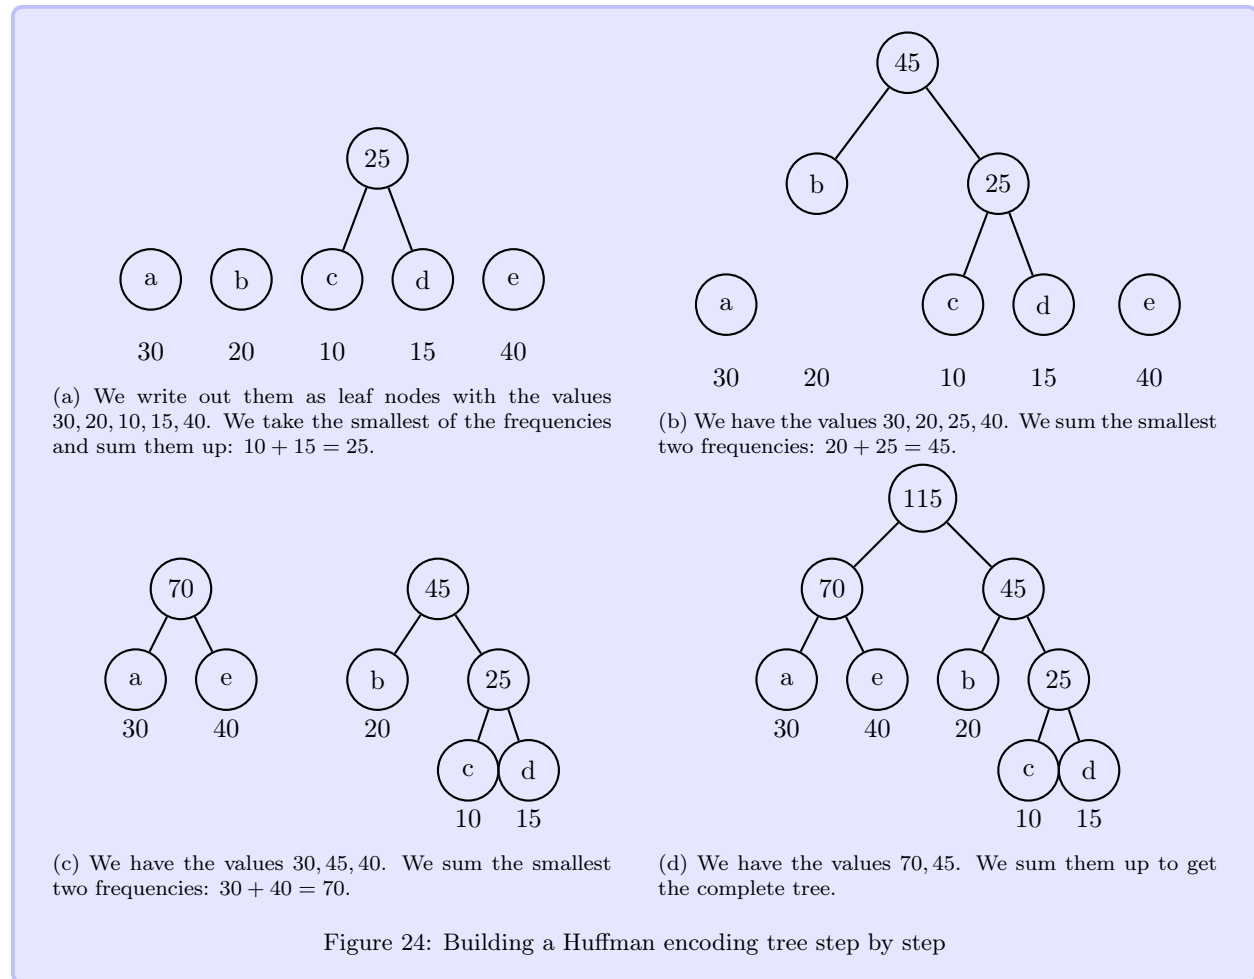 25
a b c d e
30 20 10 15 40
(a) We write out them as leaf nodes with the values
30, 20, 10, 15, 40. We take the smallest of the frequencies
and sum them up: 10 + 15 = 25.
45
b 25
a c d e
30 20 10 15 40
(b) We have the values 30, 20, 25, 40. We sum the smallest
two frequencies: 20 + 25 = 45.
70 45
a e b 25
30 40 20
c d
10 15
(c) We have the values 30, 45, 40. We sum the smallest
two frequencies: 30 + 40 = 70.
115
70 45
a e b 25
30 40 20
c d
10 15
(d) We have the values 70, 45. We sum them up to get
the complete tree.
Figure 24: Building a Huffman encoding tree step by step